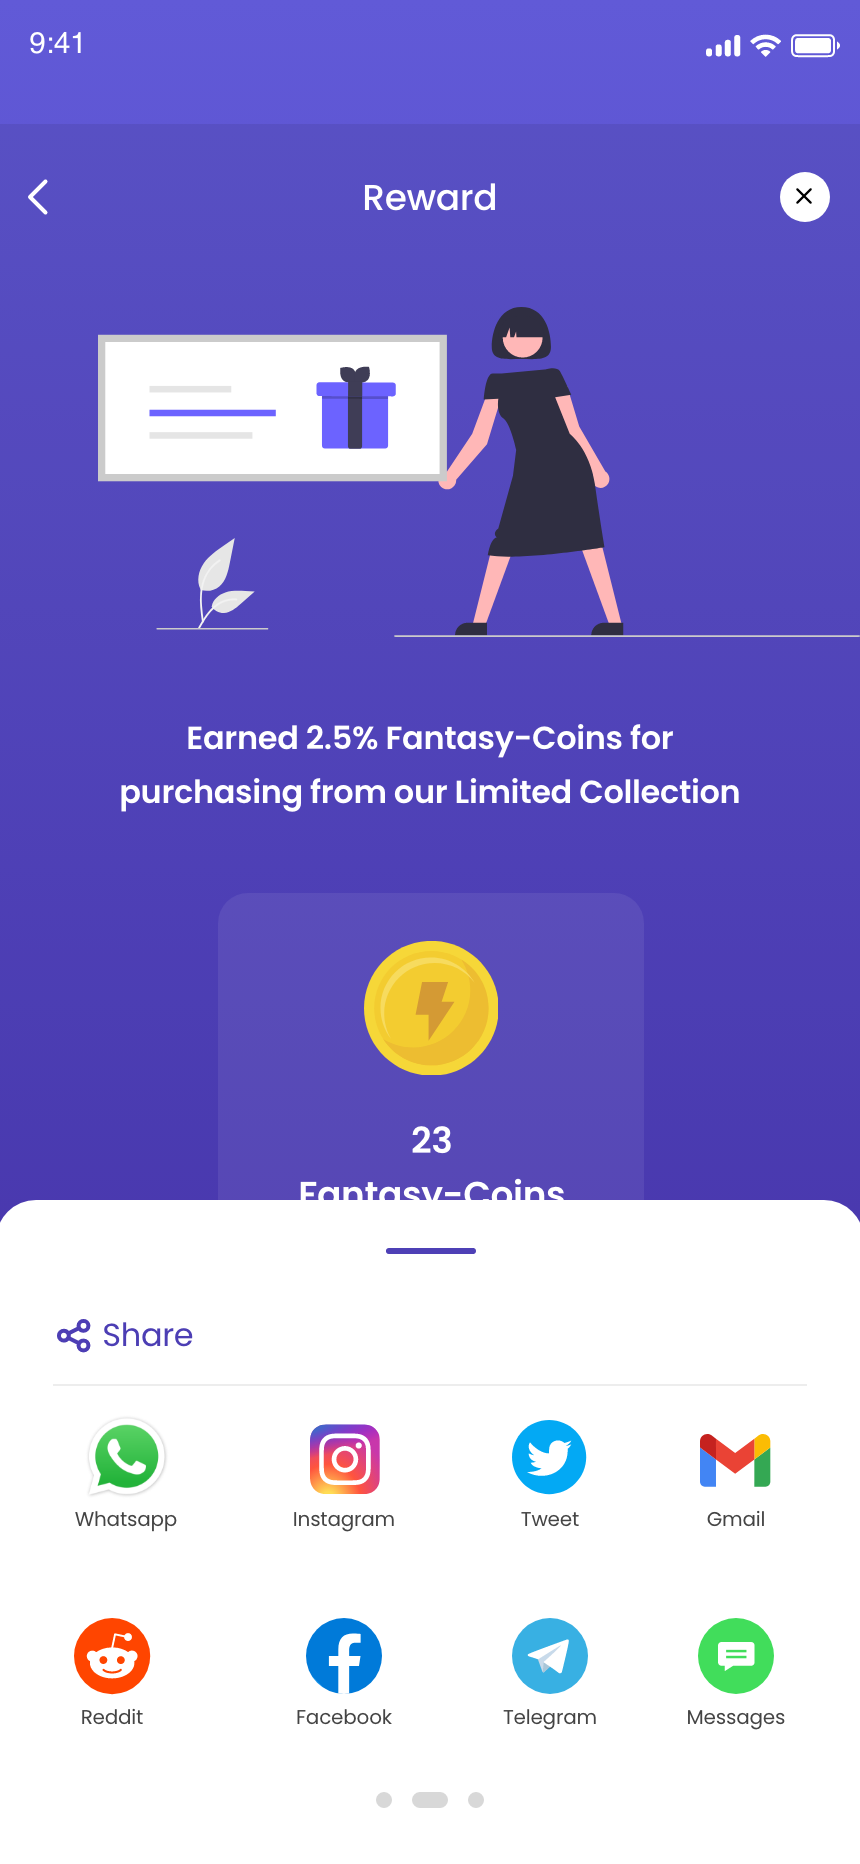 9:41
Reward
Earned 2.5% Fantasy-Coins for
purchasing from our Limited Collection
23
Fantasy-Coins
Share
Whatsapp
Instagram
Tweet
Gmail
Reddit
Facebook
Telegram
Messages